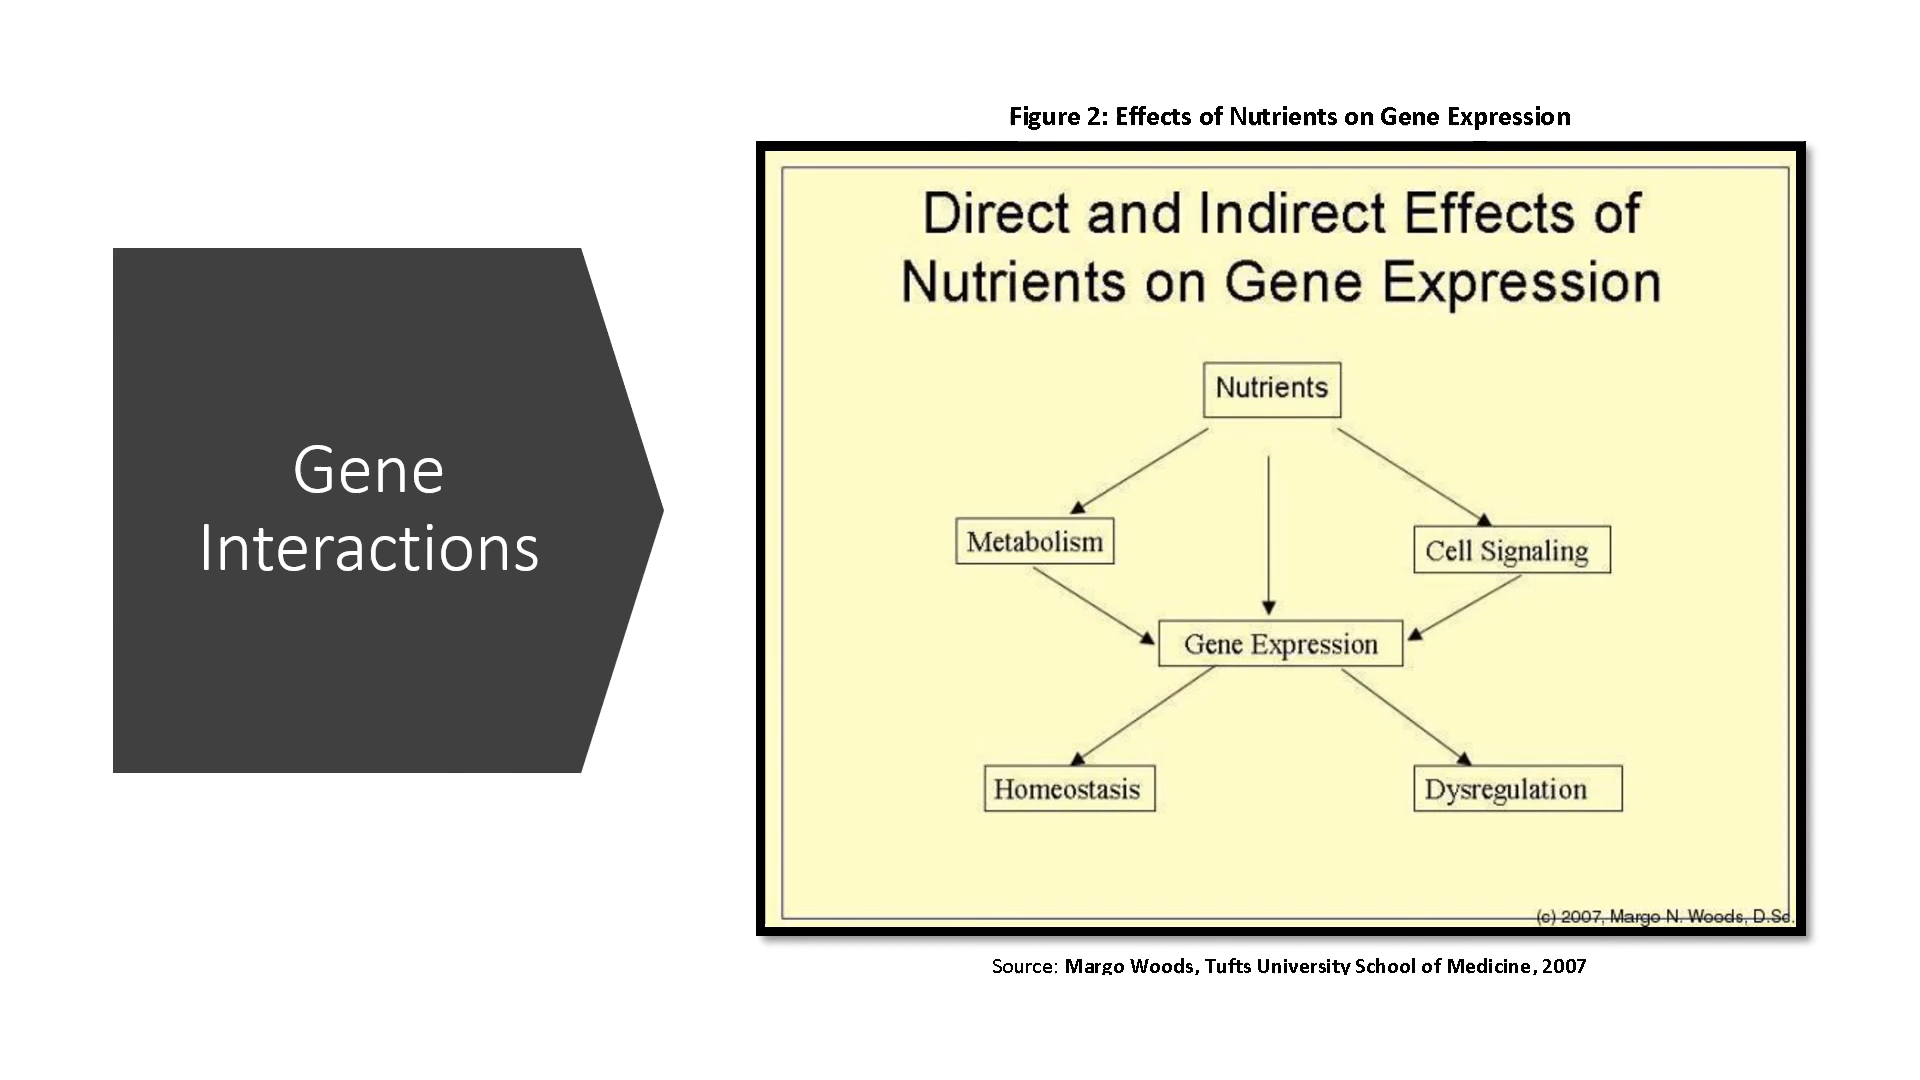 Gene
Interactions
Figure 2: Effects of Nutrients on Gene Expression
Direct and Indirect Effects of
Nutrients on Gene Expression
Nutrients
Metabolism
Cell Signaling
Gene Expression
Homeostasis
Dysregulation
(c) 2007, Margo N. Woods, D.Sc.
Source: Margo Woods, Tufts University School of Medicine, 2007